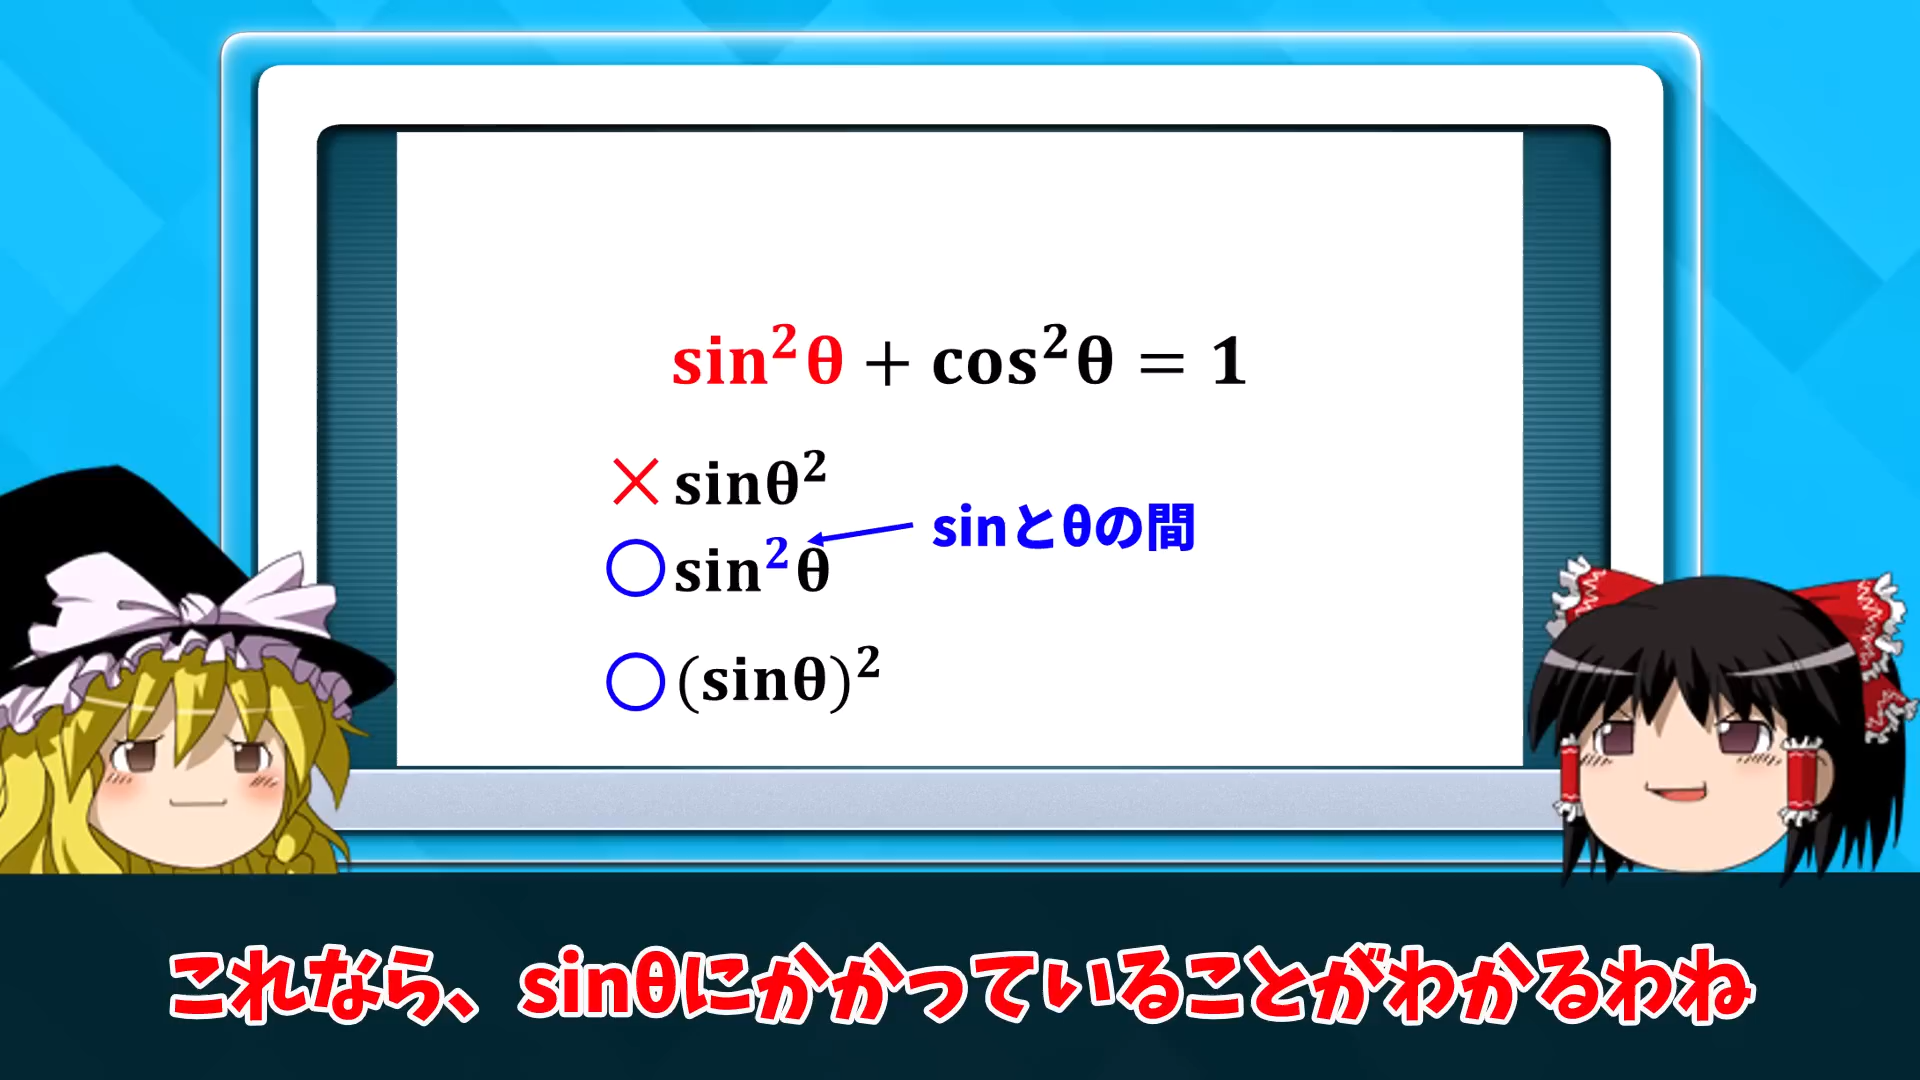 sin²θ + cos²θ = 1
× sinθ²
sinとθの間
○ sin²θ
○ (sinθ)²
これなら、sinθにかかっていることがわかるわね